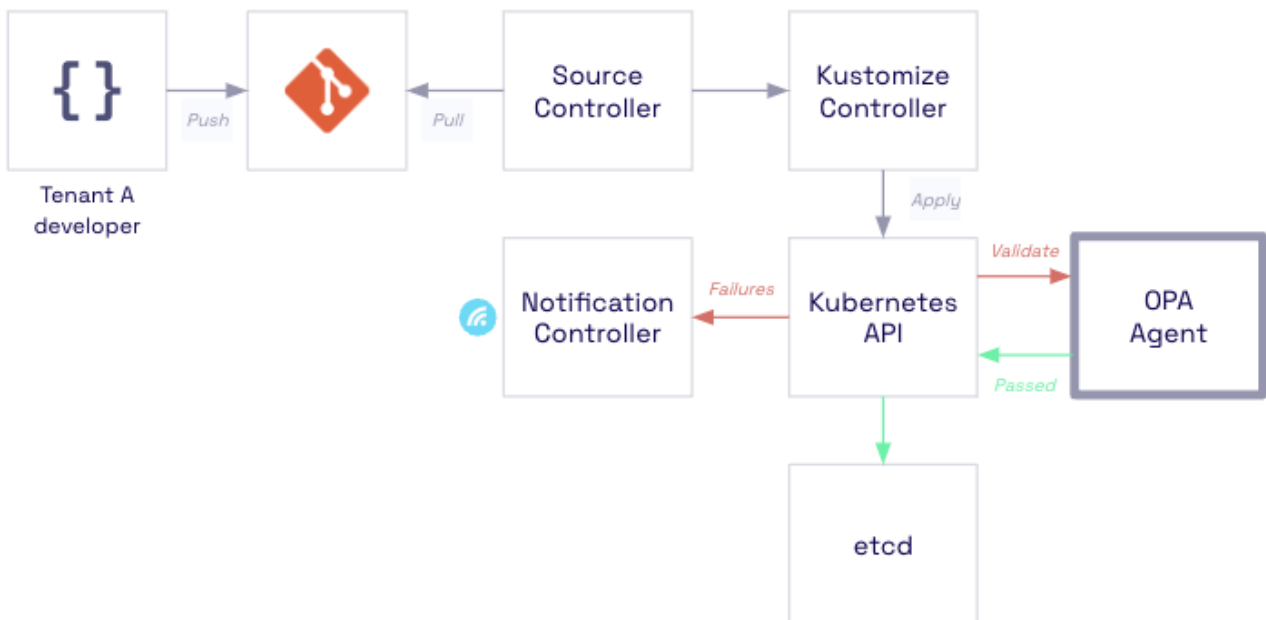 {}
Source
Controller
Kustomize
Controller
Push
Pull
Tenant A
developer
Apply
Notification
Controller
Failures
Kubernetes
API
Validate
Passed
OPA
Agent
etcd